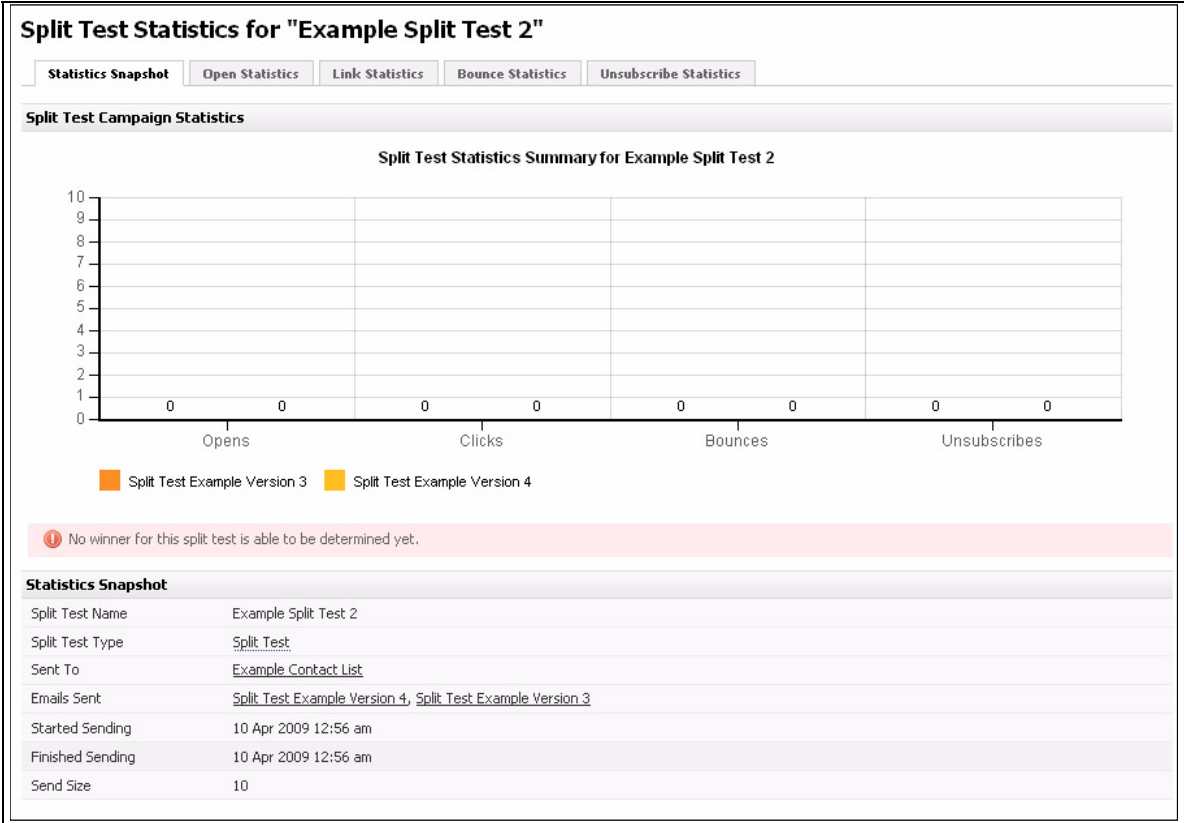 Split Test Statistics for "Example Split Test 2"
Statistics Snapshot Open Statistics Link Statistics Bounce Statistics Unsubscribe Statistics
Split Test Campaign Statistics
Split Test Statistics Summary for Example Split Test 2
10
9
8
7
6
5
4
3
2
1
0
0 0 0 0 0 0 0 0
Opens Clicks Bounces Unsubscribes
Split Test Example Version 3 Split Test Example Version 4
No winner for this split test is able to be determined yet.
Statistics Snapshot
Split Test Name Example Split Test 2
Split Test Type Split Test
Sent To Example Contact List
Emails Sent Split Test Example Version 4, Split Test Example Version 3
Started Sending 10 Apr 2009 12:56 am
Finished Sending 10 Apr 2009 12:56 am
Send Size 10